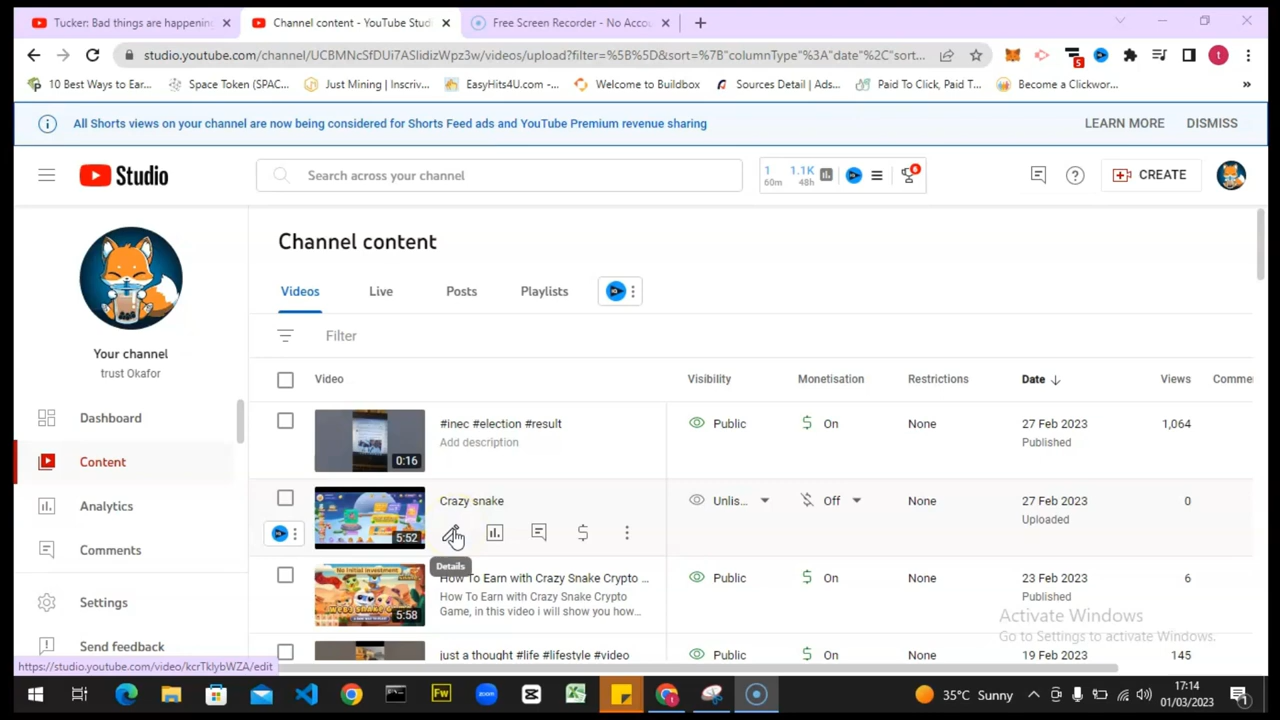 Tucker: Bad things are happening
Channel content - YouTube Studi
Free Screen Recorder - No Accou
studio.youtube.com/channel/UCBMNcSfDUi7ASIidizWpz3w/videos/upload?filter=%5B%5D&sort=%7B"columnType"%3A"date"%2C"sort...
5
t
10 Best Ways to Ear...
Space Token (SPAC...
Just Mining | Inscriv...
EasyHits4U.com -...
Welcome to Buildbox
Sources Detail | Ads...
Paid To Click, Paid T...
Become a Clickwor...
»
All Shorts views on your channel are now being considered for Shorts Feed ads and YouTube Premium revenue sharing
LEARN MORE
DISMISS
Studio
Search across your channel
1 60m
1.1K 48h
6
CREATE
Your channel
trust Okafor
Channel content
Videos
Live
Posts
Playlists
Filter
Video
Visibility
Monetisation
Restrictions
Date
Views
Comme
Dashboard
Content
Analytics
Comments
Settings
Send feedback
0:16
#inec #election #result
Add description
Public
On
None
27 Feb 2023
Published
1,064
5:52
Crazy snake
Unlis...
Off
None
27 Feb 2023
Uploaded
0
Details
No Initial Investment
5:58
How To Earn with Crazy Snake Crypto ...
How To Earn with Crazy Snake Crypto
Game, in this video i will show you how...
Public
On
None
23 Feb 2023
Published
6
just a thought #life #lifestyle #video
Public
On
None
19 Feb 2023
145
Activate Windows
Go to Settings to activate Windows.
https://studio.youtube.com/video/kcrTklybWZA/edit
Fw
zoom
35°C Sunny
17:14
01/03/2023
1